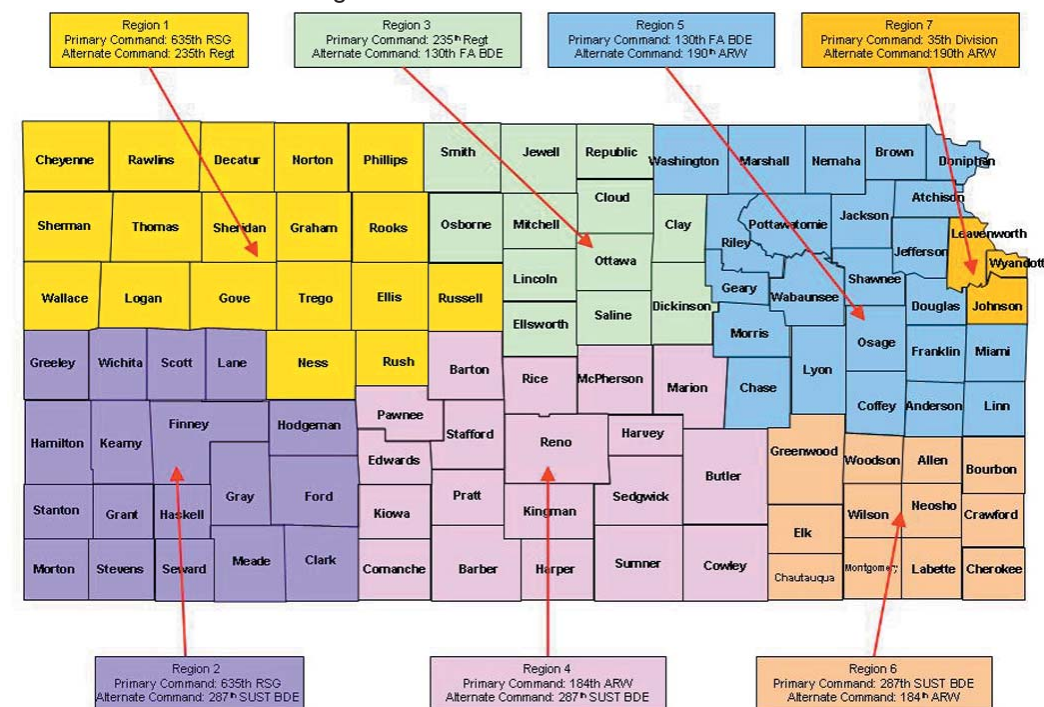 Region 1
Primary Command: 635th RSG
Alternate Command: 235th Regt
Region 3
Primary Command: 235th Regt
Alternate Command: 130th FA BDE
Region 5
Primary Command: 130th FA BDE
Alternate Command: 190th ARW
Region 7
Primary Command: 35th Division
Alternate Command:190th ARW
Cheyenne Rawlins Decatur Norton Phillips Smith Jewell Republic Washington Marshall Nemaha Brown Doniphan
Sherman Thomas Sheridan Graham Rooks Osborne Mitchell Cloud Clay Riley Pottawatomie Jackson Atchison
Jefferson Leavenworth Wyandott
Wallace Logan Gove Trego Ellis Russell Lincoln Ottawa Dickinson Geary Wabaunsee Shawnee Douglas Johnson
Ellsworth Saline Morris
Greeley Wichita Scott Lane Ness Rush Barton Rice McPherson Marion Chase Lyon Osage Franklin Miami
Hamilton Kearny Finney Hodgeman Pawnee Stafford Reno Harvey Butler Greenwood Coffey Anderson Linn
Edwards Woodson Allen Bourbon
Stanton Grant Haskell Gray Ford Kiowa Pratt Kingman Sedgwick Elk Wilson Neosho Crawford
Morton Stevens Seward Meade Clark Comanche Barber Harper Sumner Cowley Chautauqua Montgomery Labette Cherokee
Region 2
Primary Command: 635th RSG
Alternate Command: 287th SUST BDE
Region 4
Primary Command: 184th ARW
Alternate Command: 287th SUST BDE
Region 6
Primary Command: 287th SUST BDE
Alternate Command: 184th ARW